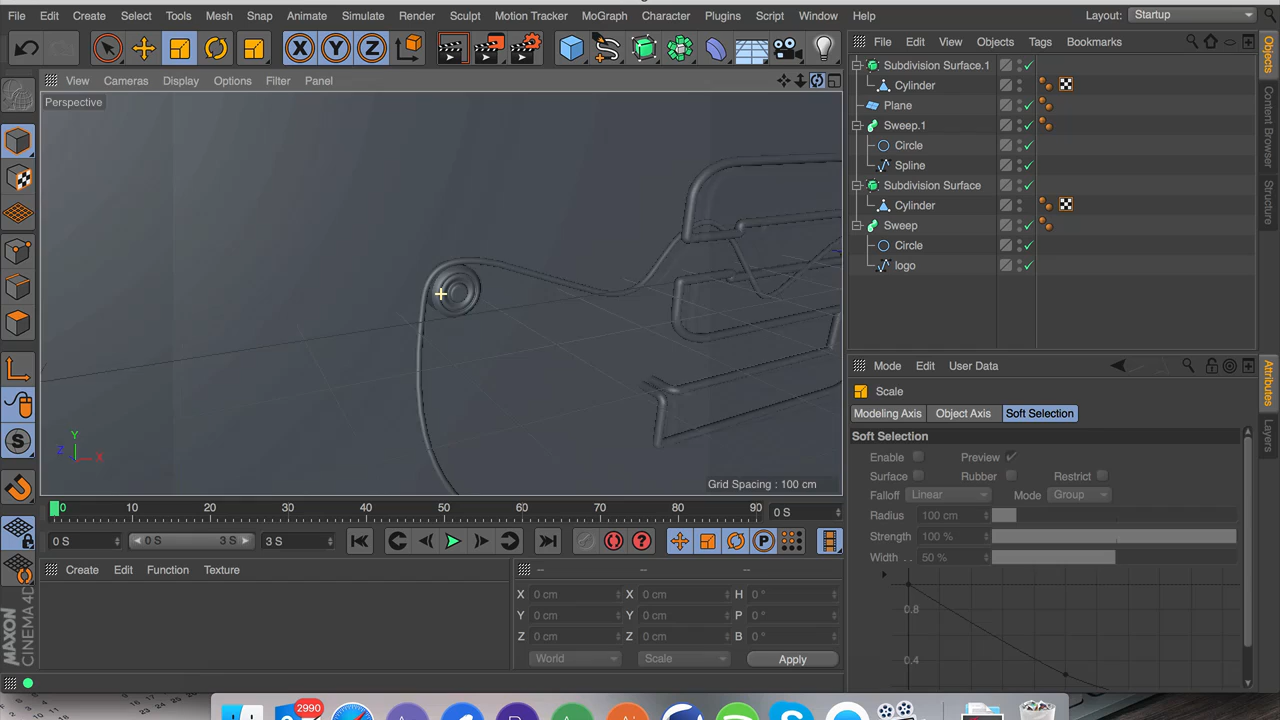 File Edit Create Select Tools Mesh Snap Animate Simulate Render Sculpt Motion Tracker MoGraph Character Plugins Script Window Help Layout: Startup
X Y Z
File Edit View Objects Tags Bookmarks
View Cameras Display Options Filter Panel
Perspective
Subdivision Surface.1
Cylinder
Plane
Sweep.1
Circle
Spline
Subdivision Surface
Cylinder
Sweep
Circle
logo
Objects
Content Browser
Structure
Y
Z X
Grid Spacing : 100 cm
S
0 10 20 30 40 50 60 70 80 90 0 S
0 S 0 S 3 S 3 S
? P
Create Edit Function Texture
-- -- --
X 0 cm X 0 cm H 0 °
Y 0 cm Y 0 cm P 0 °
Z 0 cm Z 0 cm B 0 °
World Scale Apply
MAXON
CINEMA 4D
Mode Edit User Data
Scale
Modeling Axis Object Axis Soft Selection
Soft Selection
Enable Preview
Surface Rubber Restrict
Falloff Linear Mode Group
Radius 100 cm
Strength 100 %
Width . . 50 %
0.8
0.4
Attributes
Layers
2990